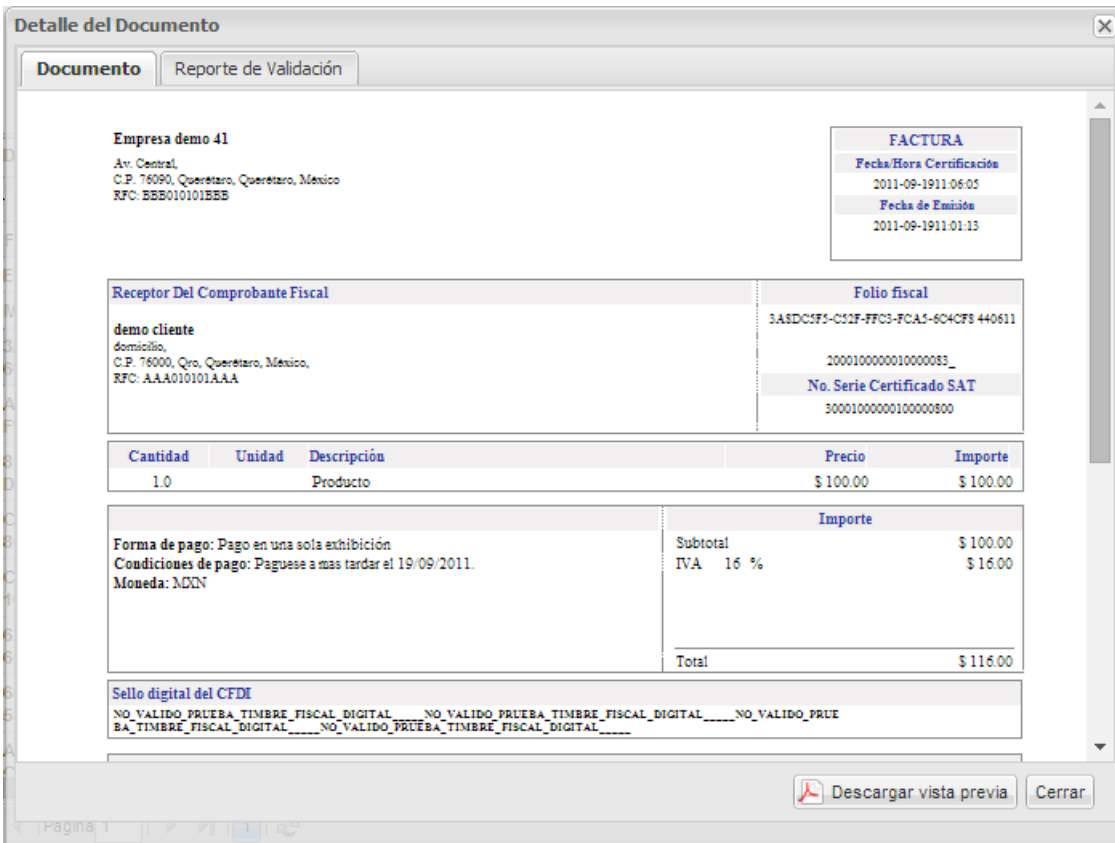 Detalle del Documento
Documento Reporte de Validación
Empresa demo 41
Av. Central,
C.P. 76090, Querétaro, Querétaro, México
RFC: BBB010101BBB
FACTURA
Fecha/Hora Certificación
2011-09-1911:06:05
Fecha de Emisión
2011-09-1911:01:13
Receptor Del Comprobante Fiscal
demo cliente
domicilio,
C.P. 76000, Qro, Querétaro, México,
RFC: AAA010101AAA
Folio fiscal
3A8DC5F5-C52F-FFC3-FCA5-6C4CF8 440611
2000100000010000083_
No. Serie Certificado SAT
30001000000100000800
Cantidad Unidad Descripción Precio Importe
1.0 Producto $ 100.00 $ 100.00
Forma de pago: Pago en una sola exhibición
Condiciones de pago: Paguese a mas tardar el 19/09/2011.
Moneda: MXN
Importe
Subtotal $ 100.00
IVA 16 % $ 16.00
Total $ 116.00
Sello digital del CFDI
NO_VALIDO_PRUEBA_TIMBRE_FISCAL_DIGITAL_____NO_VALIDO_PRUEBA_TIMBRE_FISCAL_DIGITAL_____NO_VALIDO_PRUE
BA_TIMBRE_FISCAL_DIGITAL_____NO_VALIDO_PRUEBA_TIMBRE_FISCAL_DIGITAL_____
Descargar vista previa Cerrar
Página 1 1